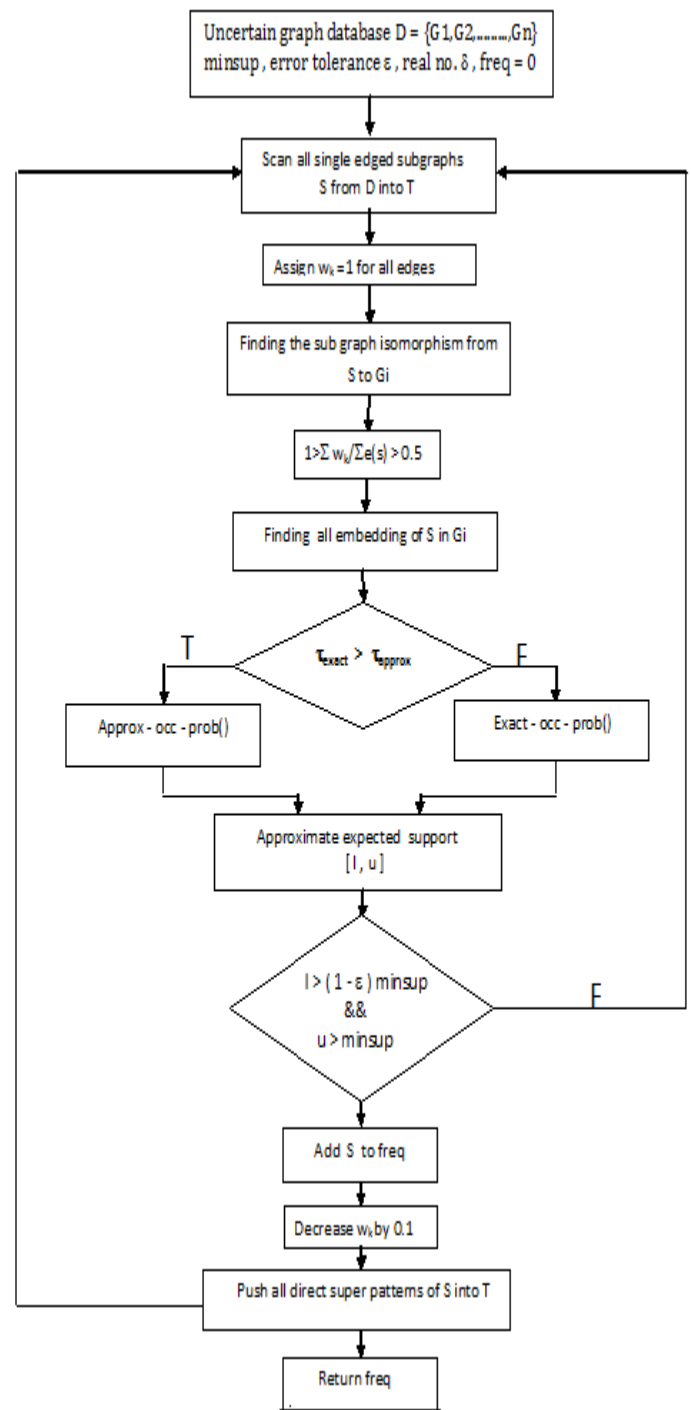 Uncertain graph database D = {G1,G2,........,Gn}
minsup , error tolerance ε , real no. δ , freq = 0
Scan all single edged subgraphs
S from D into T
Assign wₖ =1 for all edges
Finding the sub graph isomorphism from
S to Gi
1>Σ wₖ/Σe(s) > 0.5
Finding all embedding of S in Gi
T
τexact > τapprox
F
Approx - occ - prob()
Exact - occ - prob()
Approximate expected support
[ l , u ]
l > ( 1 - ε ) minsup
&&
u > minsup
F
Add S to freq
Decrease wₖ by 0.1
Push all direct super patterns of S into T
Return freq